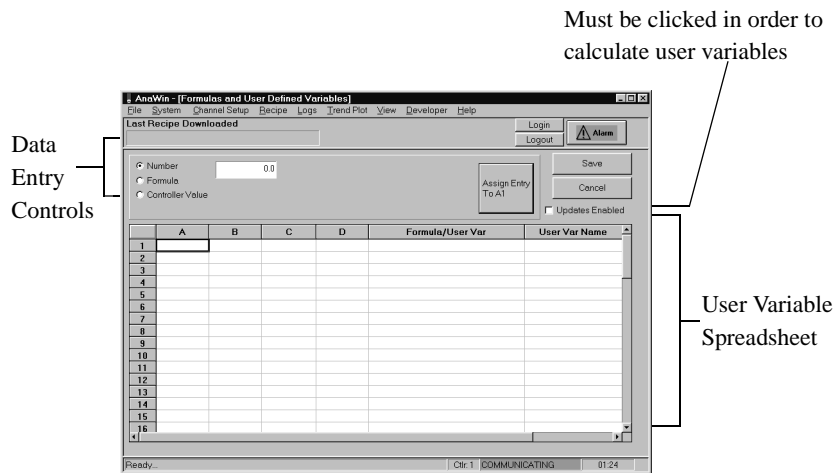 Must be clicked in order to
calculate user variables
AnaWin - [Formulas and User Defined Variables]
File System Channel Setup Recipe Logs Trend Plot View Developer Help
Last Recipe Downloaded
Login
Logout
Alarm
Data
Entry
Controls
Number
0.0
Formula
Controller Value
Assign Entry
To A1
Save
Cancel
Updates Enabled
A B C D Formula/User Var User Var Name
1
2
3
4
5
6
7
8
9
10
11
12
13
14
15
16
User Variable
Spreadsheet
Ready... Ctlr: 1 COMMUNICATING 01:24